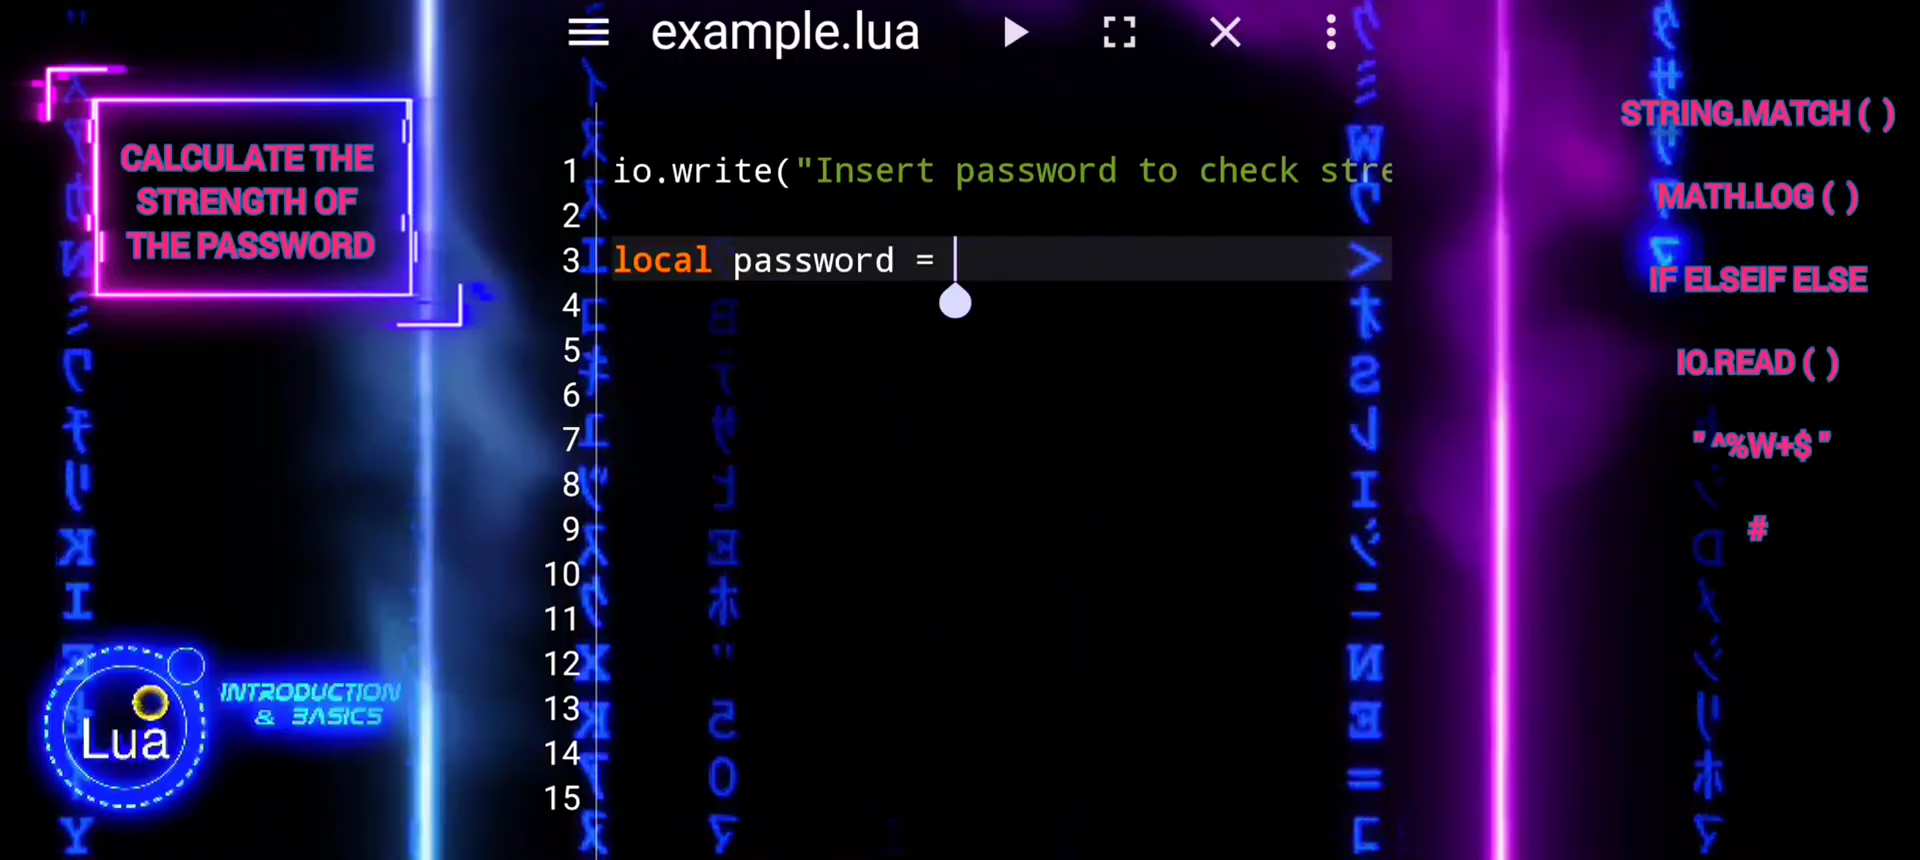 example.lua
CALCULATE THE
STRENGTH OF
THE PASSWORD
1 io.write("Insert password to check stre
2
3 local password =
4
5
6
7
8
9
10
11
12
13
14
15
STRING.MATCH ( )
MATH.LOG ( )
IF ELSEIF ELSE
IO.READ ( )
" ^%W+$ "
#
Lua
INTRODUCTION
& BASICS